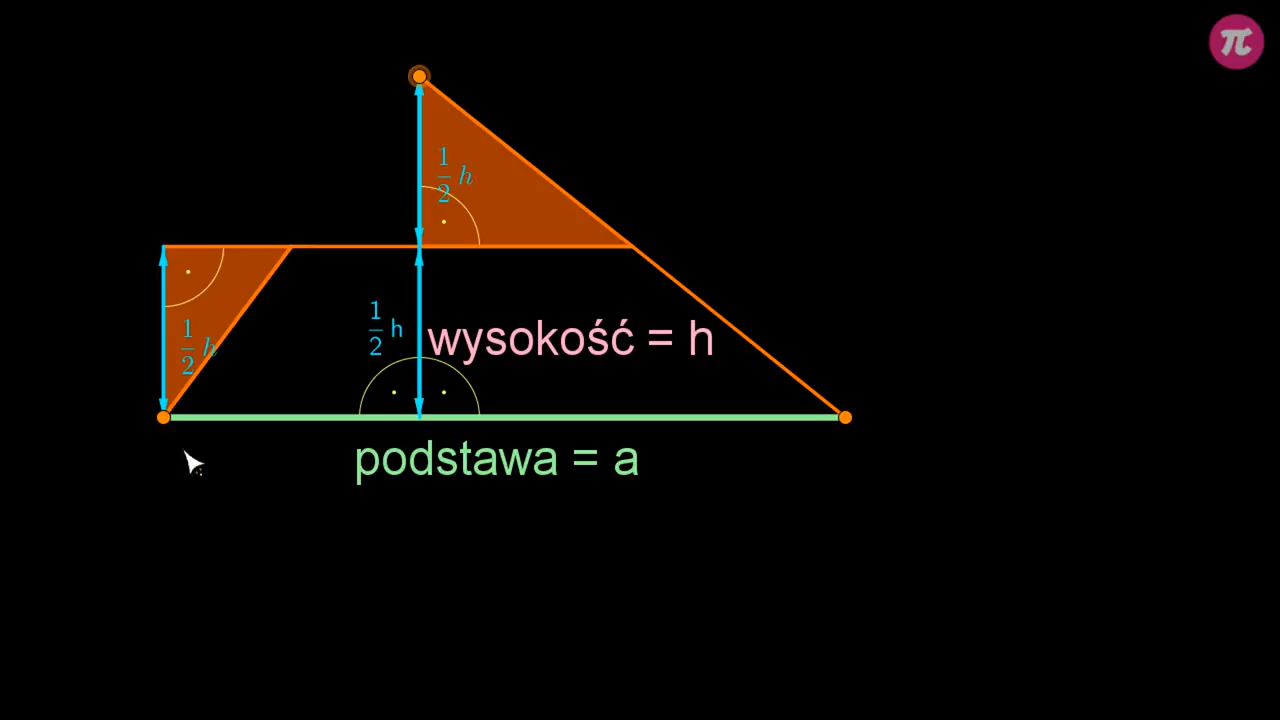 π
1/2 h
1/2 h
1/2 h
wysokość = h
podstawa = a